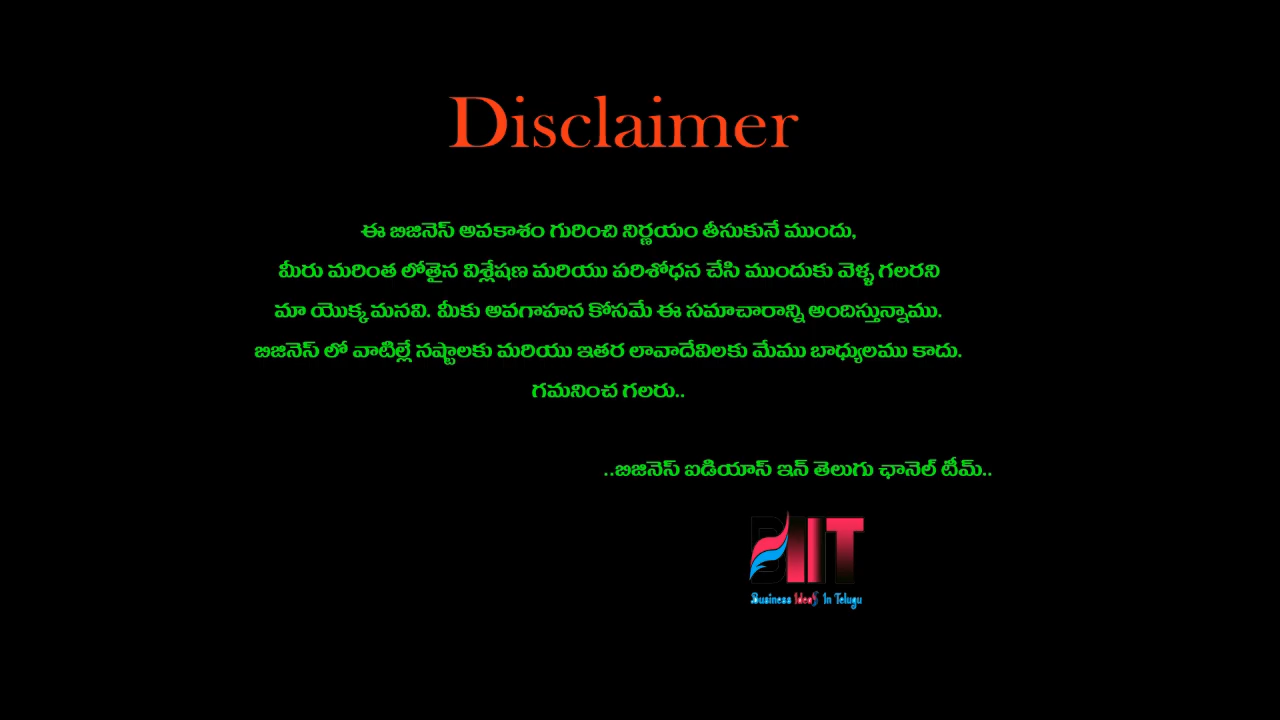 Disclaimer
ఈ బిజినెస్ అవకాశం గురించి నిర్ణయం తీసుకునే ముందు,
మీరు మరింత లోతైన విశ్లేషణ మరియు పరిశోధన చేసి ముందుకు వెళ్ళ గలరని
మా యొక్క మనవి. మీకు అవగాహన కోసమే ఈ సమాచారాన్ని అందిస్తున్నాము.
బిజినెస్ లో వాటిల్లే నష్టాలకు మరియు ఇతర లావాదేవిలకు మేము బాధ్యులము కాదు.
గమనించ గలరు..
..బిజినెస్ ఐడియాస్ ఇన్ తెలుగు ఛానెల్ టీమ్..
BIIT
Business IdeaS In Telugu